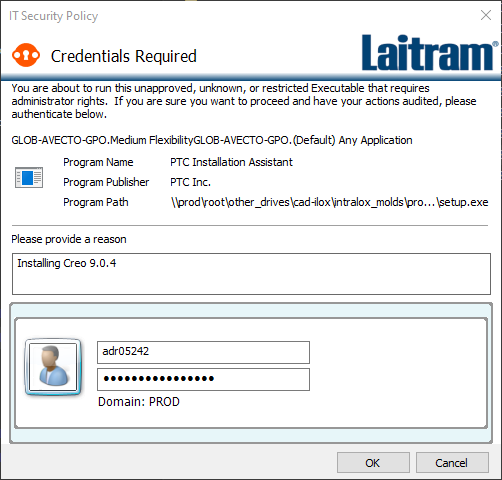 IT Security Policy
Credentials Required
Laitram®
You are about to run this unapproved, unknown, or restricted Executable that requires
administrator rights.  If you are sure you want to proceed and have your actions audited, please
authenticate below.
GLOB-AVECTO-GPO.Medium FlexibilityGLOB-AVECTO-GPO.(Default) Any Application
Program Name PTC Installation Assistant
Program Publisher PTC Inc.
Program Path \\prod\root\other_drives\cad-ilox\intralox_molds\pro...\setup.exe
Please provide a reason
Installing Creo 9.0.4
adr05242
••••••••••••••••
Domain: PROD
OK Cancel